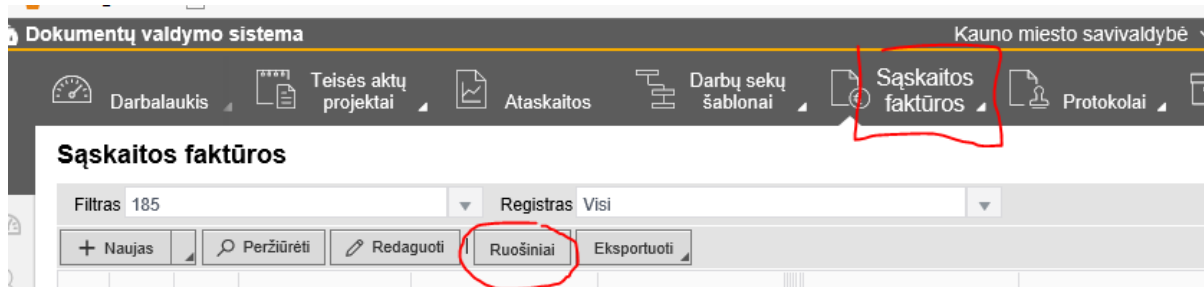 Dokumentų valdymo sistema
Kauno miesto savivaldybė
Darbalaukis
Teisės aktų
projektai
Ataskaitos
Darbų sekų
šablonai
Sąskaitos
faktūros
Protokolai
Sąskaitos faktūros
Filtras 185
Registras Visi
+ Naujas
Peržiūrėti
Redaguoti
Ruošiniai
Eksportuoti